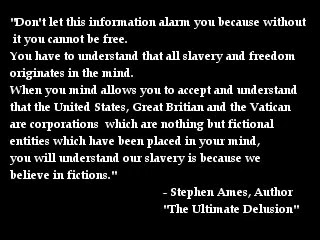 "Don't let this information alarm you because without
it you cannot be free.
You have to understand that all slavery and freedom
originates in the mind.
When you mind allows you to accept and understand
that the United States, Great Britian and the Vatican
are corporations which are nothing but fictional
entities which have been placed in your mind,
you will understand our slavery is because we
believe in fictions."
- Stephen Ames, Author
"The Ultimate Delusion"